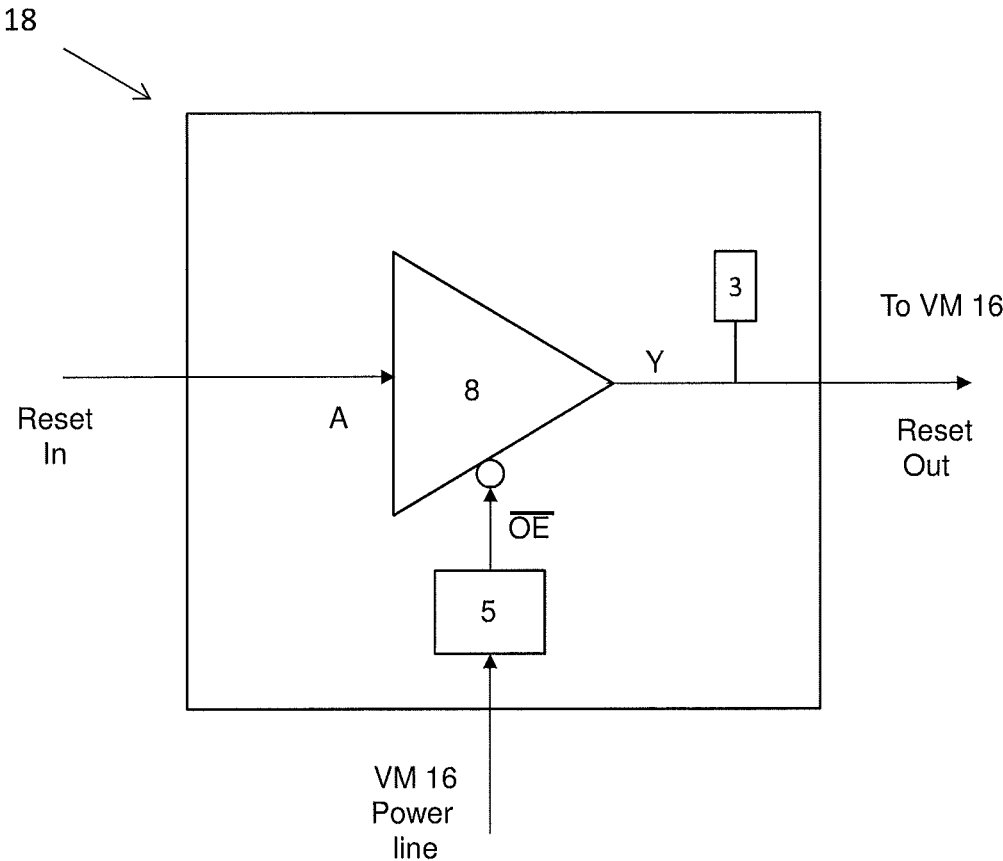 18
3
To VM 16
Y
8
A
Reset
In
Reset
Out
OE
5
VM 16
Power
line